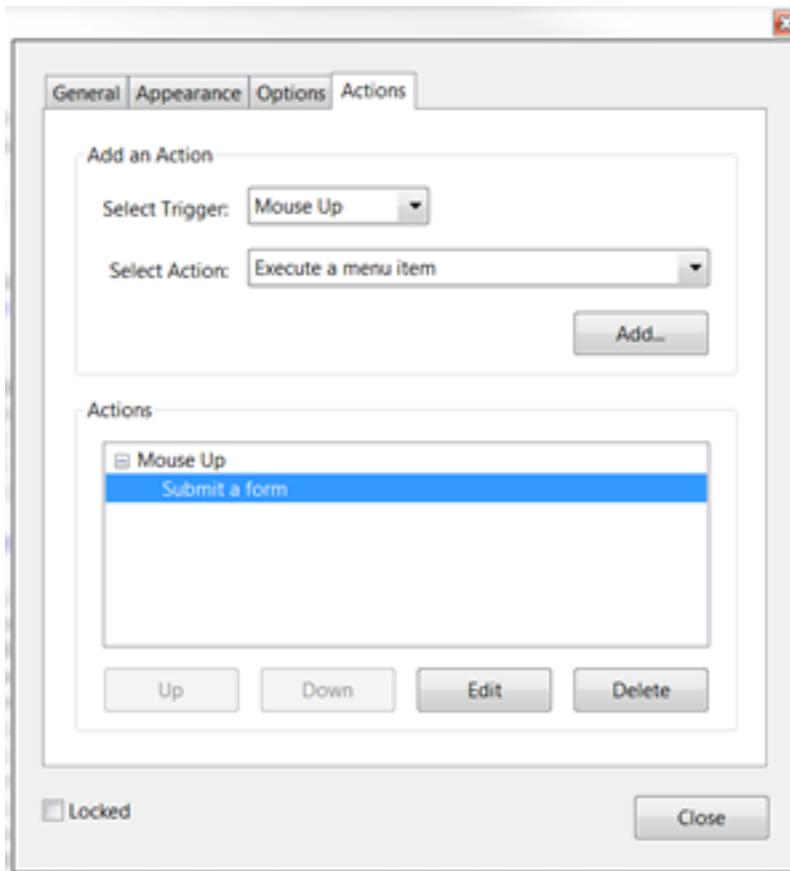 General Appearance Options Actions
Add an Action
Select Trigger: Mouse Up
Select Action: Execute a menu item
Add...
Actions
Mouse Up
Submit a form
Up Down Edit Delete
Locked
Close